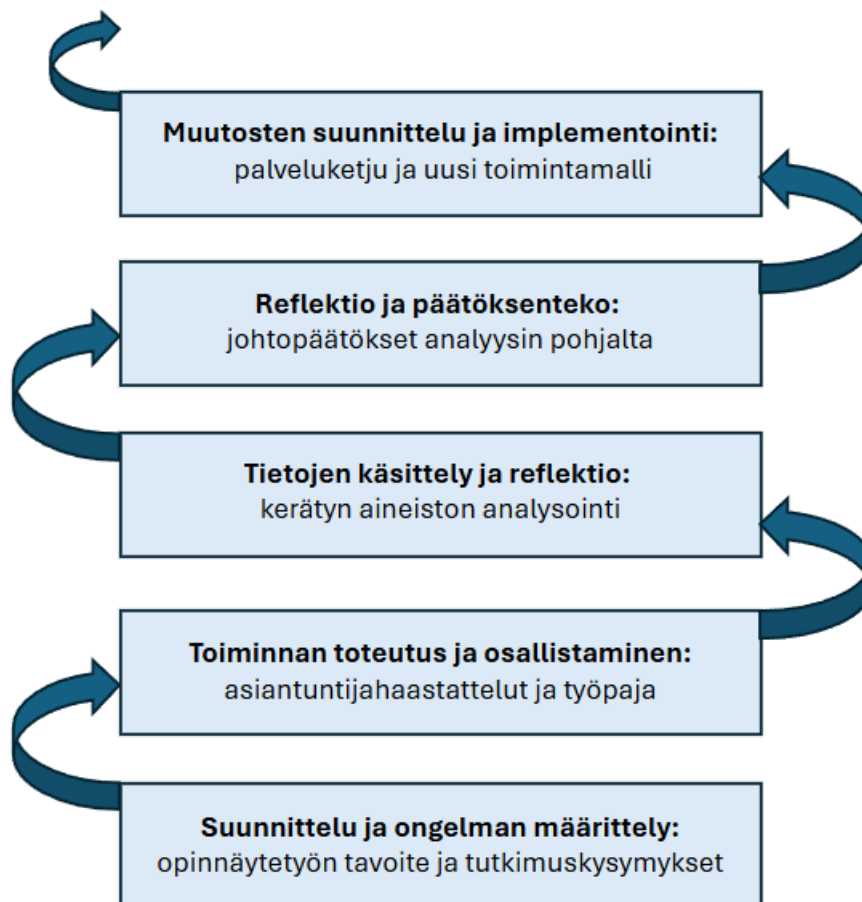 Muutosten suunnittelu ja implementointi:
palveluketju ja uusi toimintamalli
Reflektio ja päätöksenteko:
johtopäätökset analyysin pohjalta
Tietojen käsittely ja reflektio:
kerätyn aineiston analysointi
Toiminnan toteutus ja osallistaminen:
asiantuntijahaastattelut ja työpaja
Suunnittelu ja ongelman määrittely:
opinnäytetyön tavoite ja tutkimuskysymykset